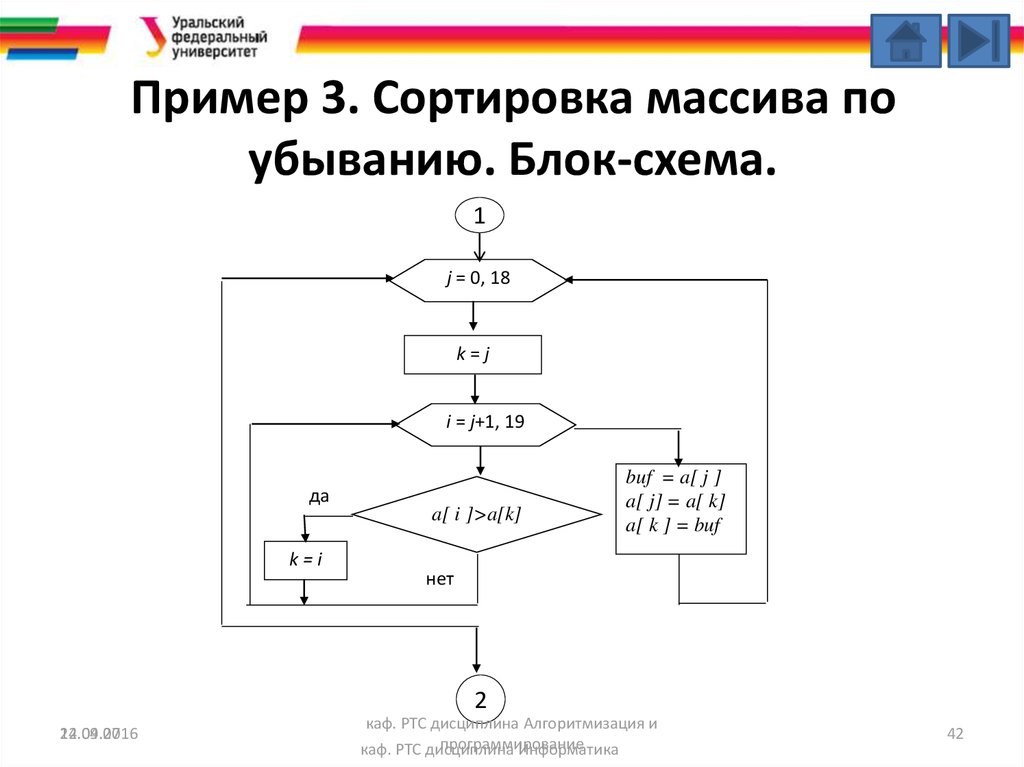 Уральский
федеральный
университет
Пример 3. Сортировка массива по
убыванию. Блок-схема.
1
j = 0, 18
k = j
i = j+1, 19
buf = a[ j ]
a[ j] = a[ k]
a[ k ] = buf
да
a[ i ]>a[k]
k = i
нет
2
каф. РТС дисциплина Алгоритмизация и
программирование
каф. РТС дисциплина Информатика
42